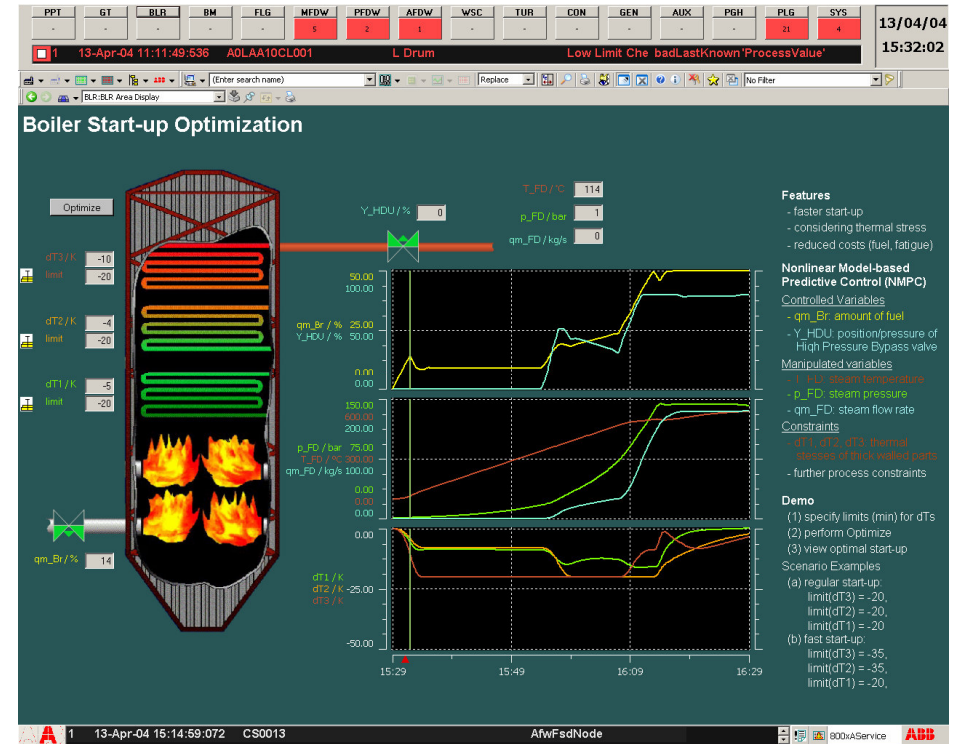 PPT GT BLR BM FLG MFDW PFDW AFDW WSC TUR CON GEN AUX PGH PLG SYS
- - - - - 5 2 1 - - - - - - 21 4
13/04/04
15:32:02
1 13-Apr-04 11:11:49:536 A0LAA10CL001 L Drum Low Limit Che badLastKnown'ProcessValue'
(Enter search name) Replace No Filter
BLR:BLR Area Display
Boiler Start-up Optimization
Optimize
T_FD/°C 114
Y_HDU/% 0
p_FD/bar 1
qm_FD/kg/s 0
dT3/K -10
limit -20
dT2/K -4
limit -20
dT1/K -5
limit -20
qm_Br/% 14
50.00
100.00
qm_Br / % 25.00
Y_HDU / % 50.00
0.00
0.00
150.00
600.00
200.00
p_FD / bar 75.00
T_FD / °C 300.00
qm_FD / kg/s 100.00
0.00
0.00
0.00
0.00
dT1 / K
dT2 / K -25.00
dT3 / K
-50.00
15:29 15:49 16:09 16:29
Features
- faster start-up
- considering thermal stress
- reduced costs (fuel, fatigue)
Nonlinear Model-based
Predictive Control (NMPC)
Controlled Variables
- qm_Br: amount of fuel
- Y_HDU: position/pressure of
High Pressure Bypass valve
Manipulated variables
- T_FD: steam temperature
- p_FD: steam pressure
- qm_FD: steam flow rate
Constraints
- dT1, dT2, dT3: thermal
stesses of thick walled parts
- further process constraints
Demo
(1) specify limits (min) for dTs
(2) perform Optimize
(3) view optimal start-up
Scenario Examples
(a) regular start-up:
limit(dT3) = -20,
limit(dT2) = -20,
limit(dT1) = -20
(b) fast start-up:
limit(dT3) = -35,
limit(dT2) = -35,
limit(dT1) = -20,
1 13-Apr-04 15:14:59:072 CS0013 AfwFsdNode 800xAService ABB